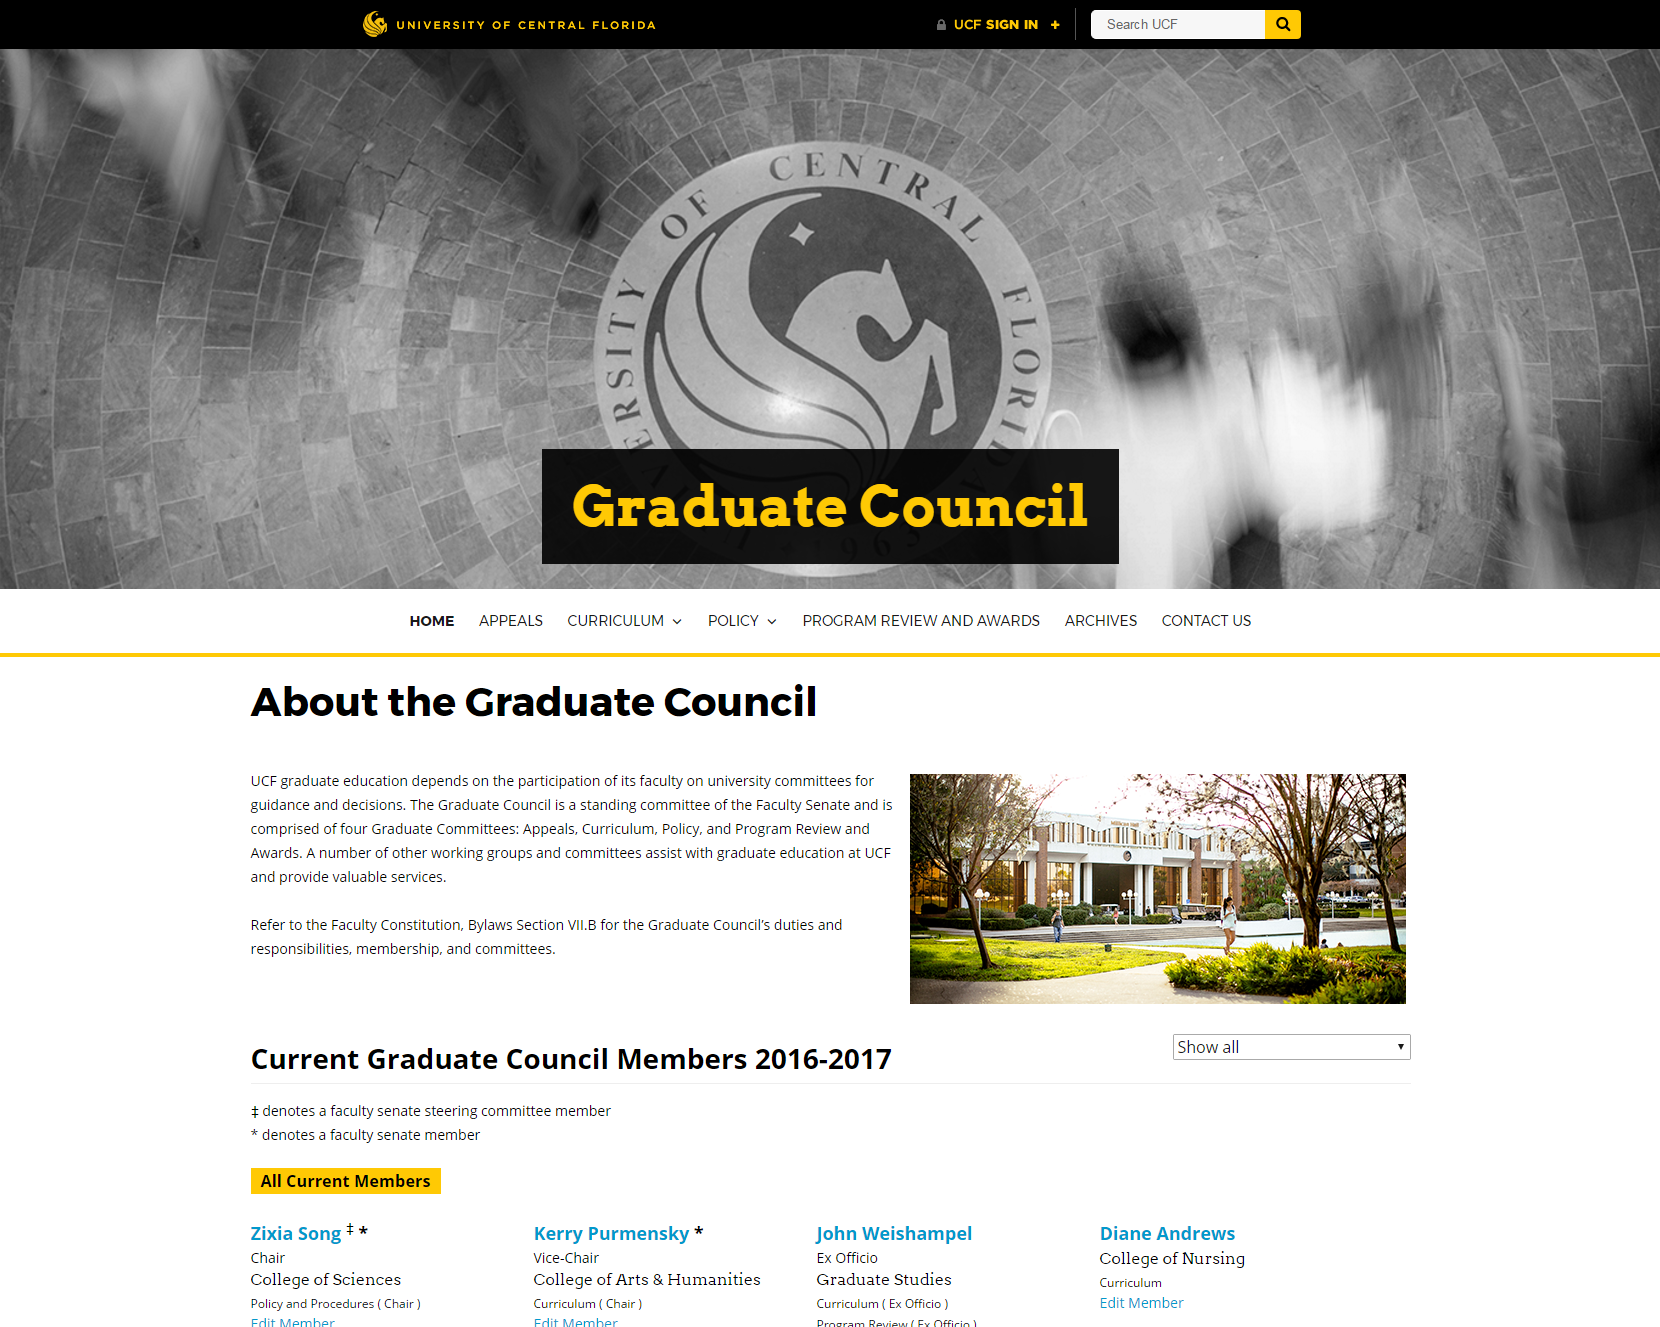 UNIVERSITY OF CENTRAL FLORIDA
UCF SIGN IN +
Search UCF
CENTRAL FLORIDA
OF
Graduate Council
HOME APPEALS CURRICULUM POLICY PROGRAM REVIEW AND AWARDS ARCHIVES CONTACT US
About the Graduate Council
UCF graduate education depends on the participation of its faculty on university committees for
guidance and decisions. The Graduate Council is a standing committee of the Faculty Senate and is
comprised of four Graduate Committees: Appeals, Curriculum, Policy, and Program Review and
Awards. A number of other working groups and committees assist with graduate education at UCF
and provide valuable services.
Refer to the Faculty Constitution, Bylaws Section VII.B for the Graduate Council's duties and
responsibilities, membership, and committees.
Current Graduate Council Members 2016-2017
Show all
‡ denotes a faculty senate steering committee member
* denotes a faculty senate member
All Current Members
Zixia Song ‡ *
Chair
College of Sciences
Policy and Procedures ( Chair )
Edit Member
Kerry Purmensky *
Vice-Chair
College of Arts & Humanities
Curriculum ( Chair )
Edit Member
John Weishampel
Ex Officio
Graduate Studies
Curriculum ( Ex Officio )
Program Review ( Ex Officio )
Diane Andrews
College of Nursing
Curriculum
Edit Member